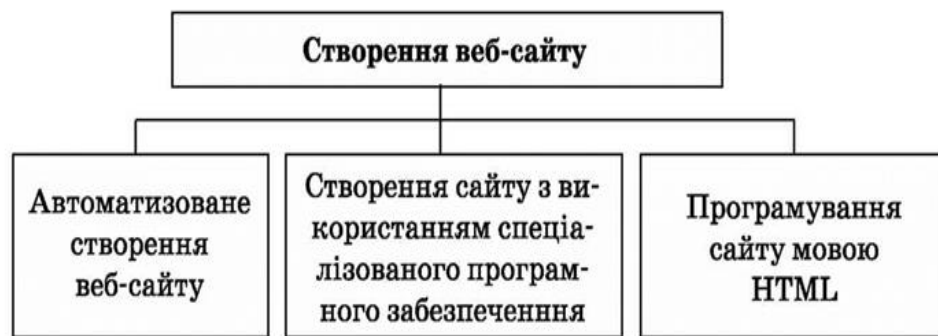 Створення веб-сайту
Автоматизоване
створення
веб-сайту
Створення сайту з ви-
користанням спеціа-
лізованого програм-
ного забезпеченння
Програмування
сайту мовою
HTML